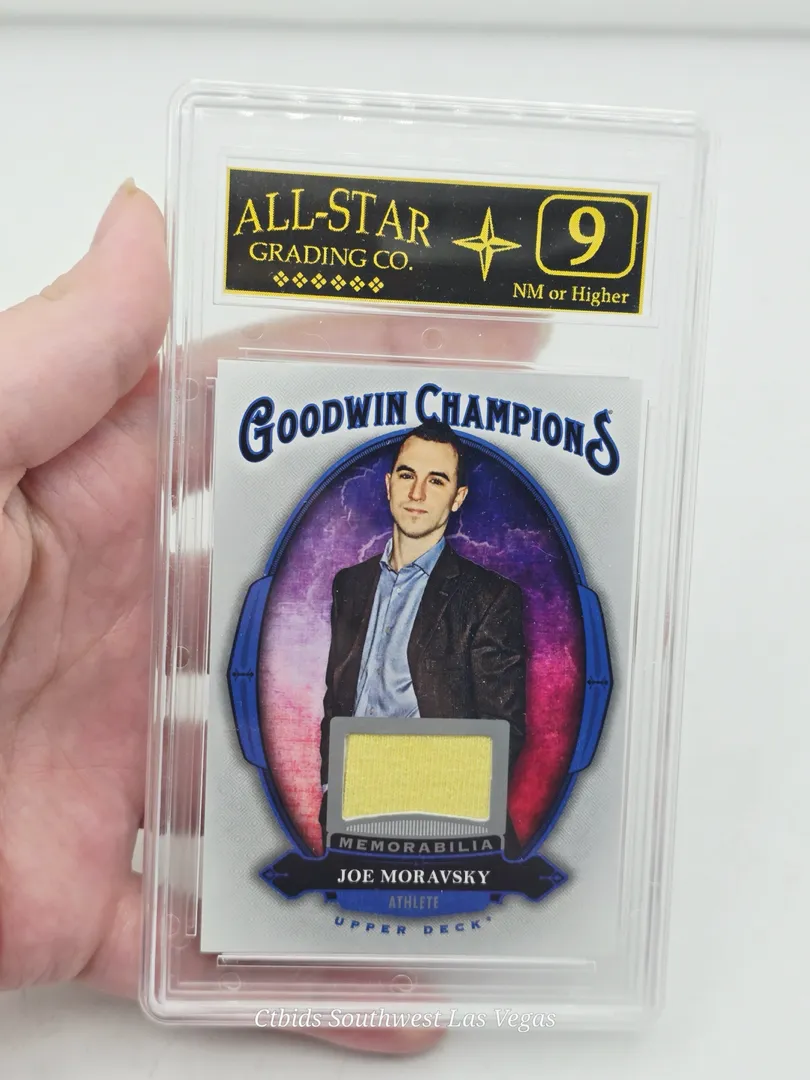 ALL-STAR
GRADING CO.
9
NM or Higher
GOODWIN CHAMPIONS
MEMORABILIA
JOE MORAVSKY
ATHLETE
UPPER DECK
Ctbids Southwest Las Vegas